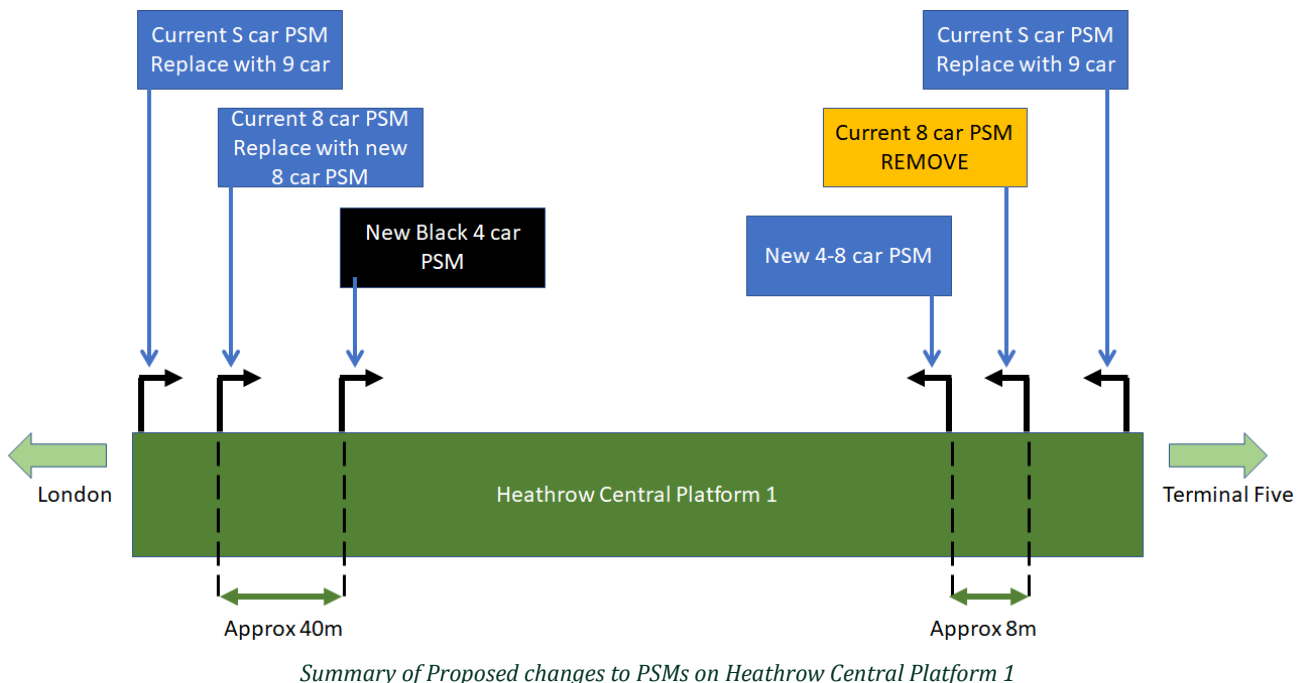 Current S car PSM
Replace with 9 car
Current S car PSM
Replace with 9 car
Current 8 car PSM
Replace with new
8 car PSM
Current 8 car PSM
REMOVE
New Black 4 car
PSM
New 4-8 car PSM
London
Heathrow Central Platform 1
Terminal Five
Approx 40m
Approx 8m
Summary of Proposed changes to PSMs on Heathrow Central Platform 1